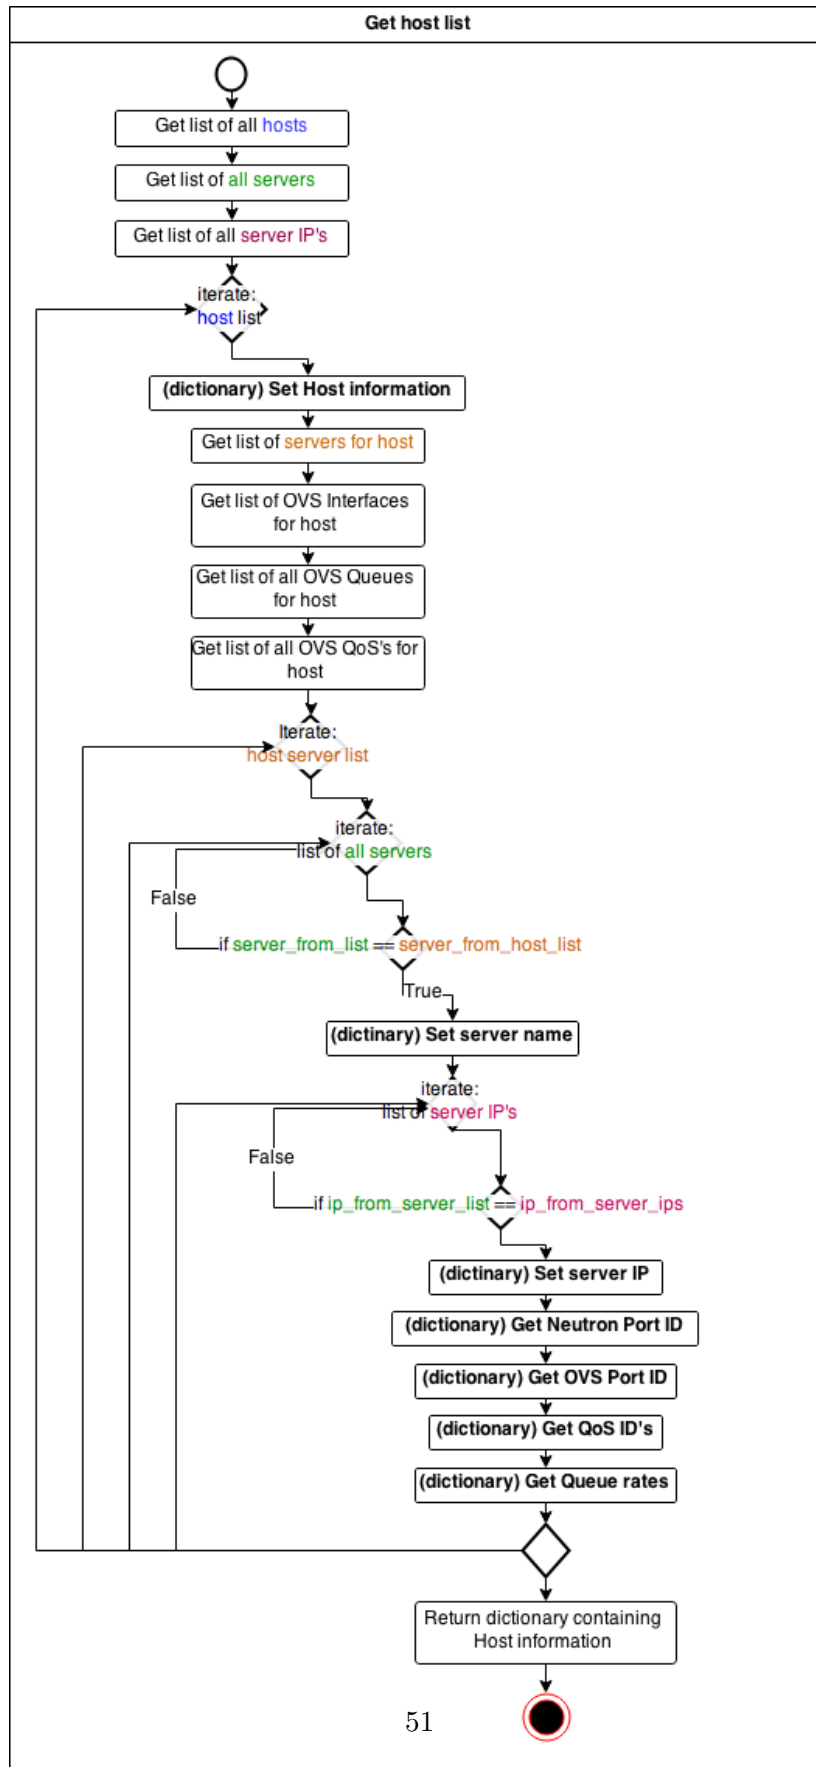 Get host list
Get list of all hosts
Get list of all servers
Get list of all server IP's
iterate:
host list
(dictionary) Set Host information
Get list of servers for host
Get list of OVS Interfaces
for host
Get list of all OVS Queues
for host
Get list of all OVS QoS's for
host
Iterate:
host server list
iterate:
list of all servers
False
if server_from_list == server_from_host_list
True
(dictinary) Set server name
iterate:
list of server IP's
False
if ip_from_server_list == ip_from_server_ips
(dictinary) Set server IP
(dictionary) Get Neutron Port ID
(dictionary) Get OVS Port ID
(dictionary) Get QoS ID's
(dictionary) Get Queue rates
Return dictionary containing
Host information
51